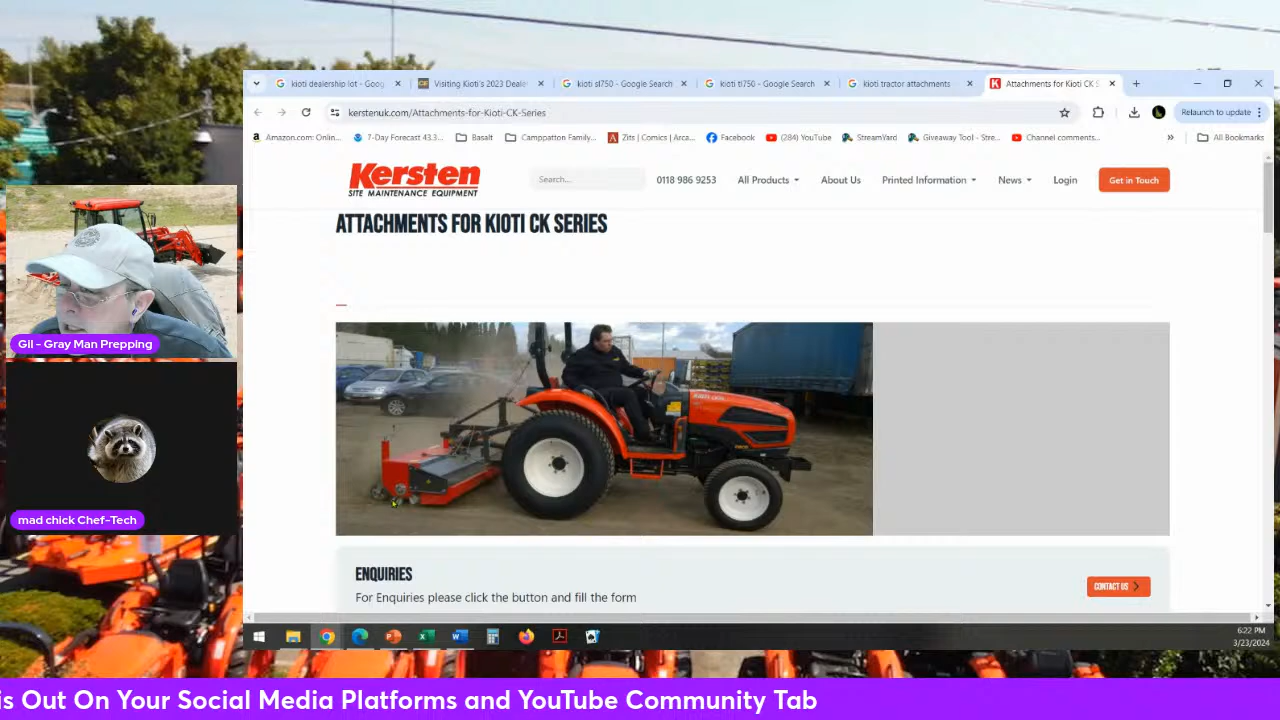 kioti dealership lot - Goog
Visiting Kioti's 2023 Deale
kioti sl750 - Google Search
kioti tl750 - Google Search
kioti tractor attachments
Attachments for Kioti CK S
kerstenuk.com/Attachments-for-Kioti-CK-Series
Relaunch to update
Amazon.com: Onlin...
7-Day Forecast 43.3...
Basalt
Camppatton Family...
Zits | Comics | Arca...
Facebook
(284) YouTube
StreamYard
Giveaway Tool - Stre...
Channel comments...
»
All Bookmarks
Kersten
SITE MAINTENANCE EQUIPMENT
Search...
0118 986 9253
All Products
About Us
Printed Information
News
Login
Get in Touch
ATTACHMENTS FOR KIOTI CK SERIES
Gil - Gray Man Prepping
mad chick Chef-Tech
ENQUIRIES
For Enquires please click the button and fill the form
CONTACT US
6:22 PM
3/23/2024
is Out On Your Social Media Platforms and YouTube Community Tab